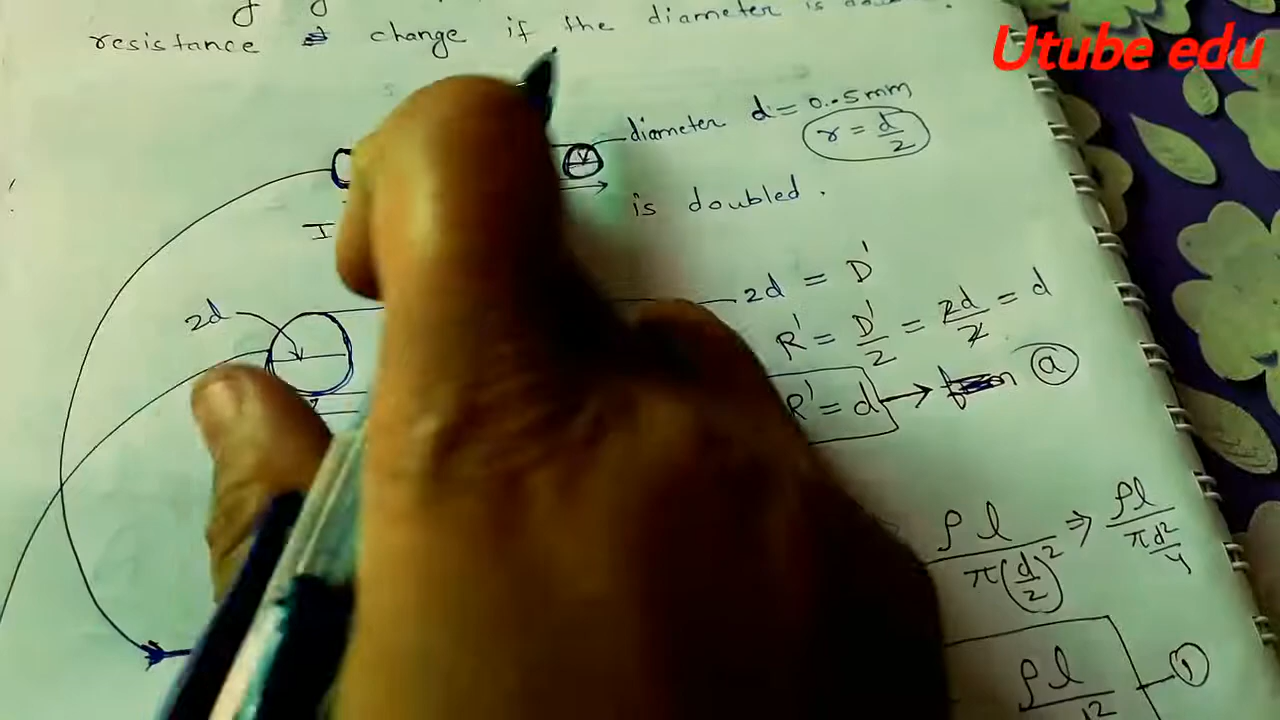 Utube edu
resistance change if the diameter is
diameter d = 0.5mm
r = d/2
is doubled.
I
2d = D'
2d
R' = D'/2 = 2d/2 = d
R' = d → a
ρl/π(d/2)² ⇒ ρl/πd²/4
ρl
1